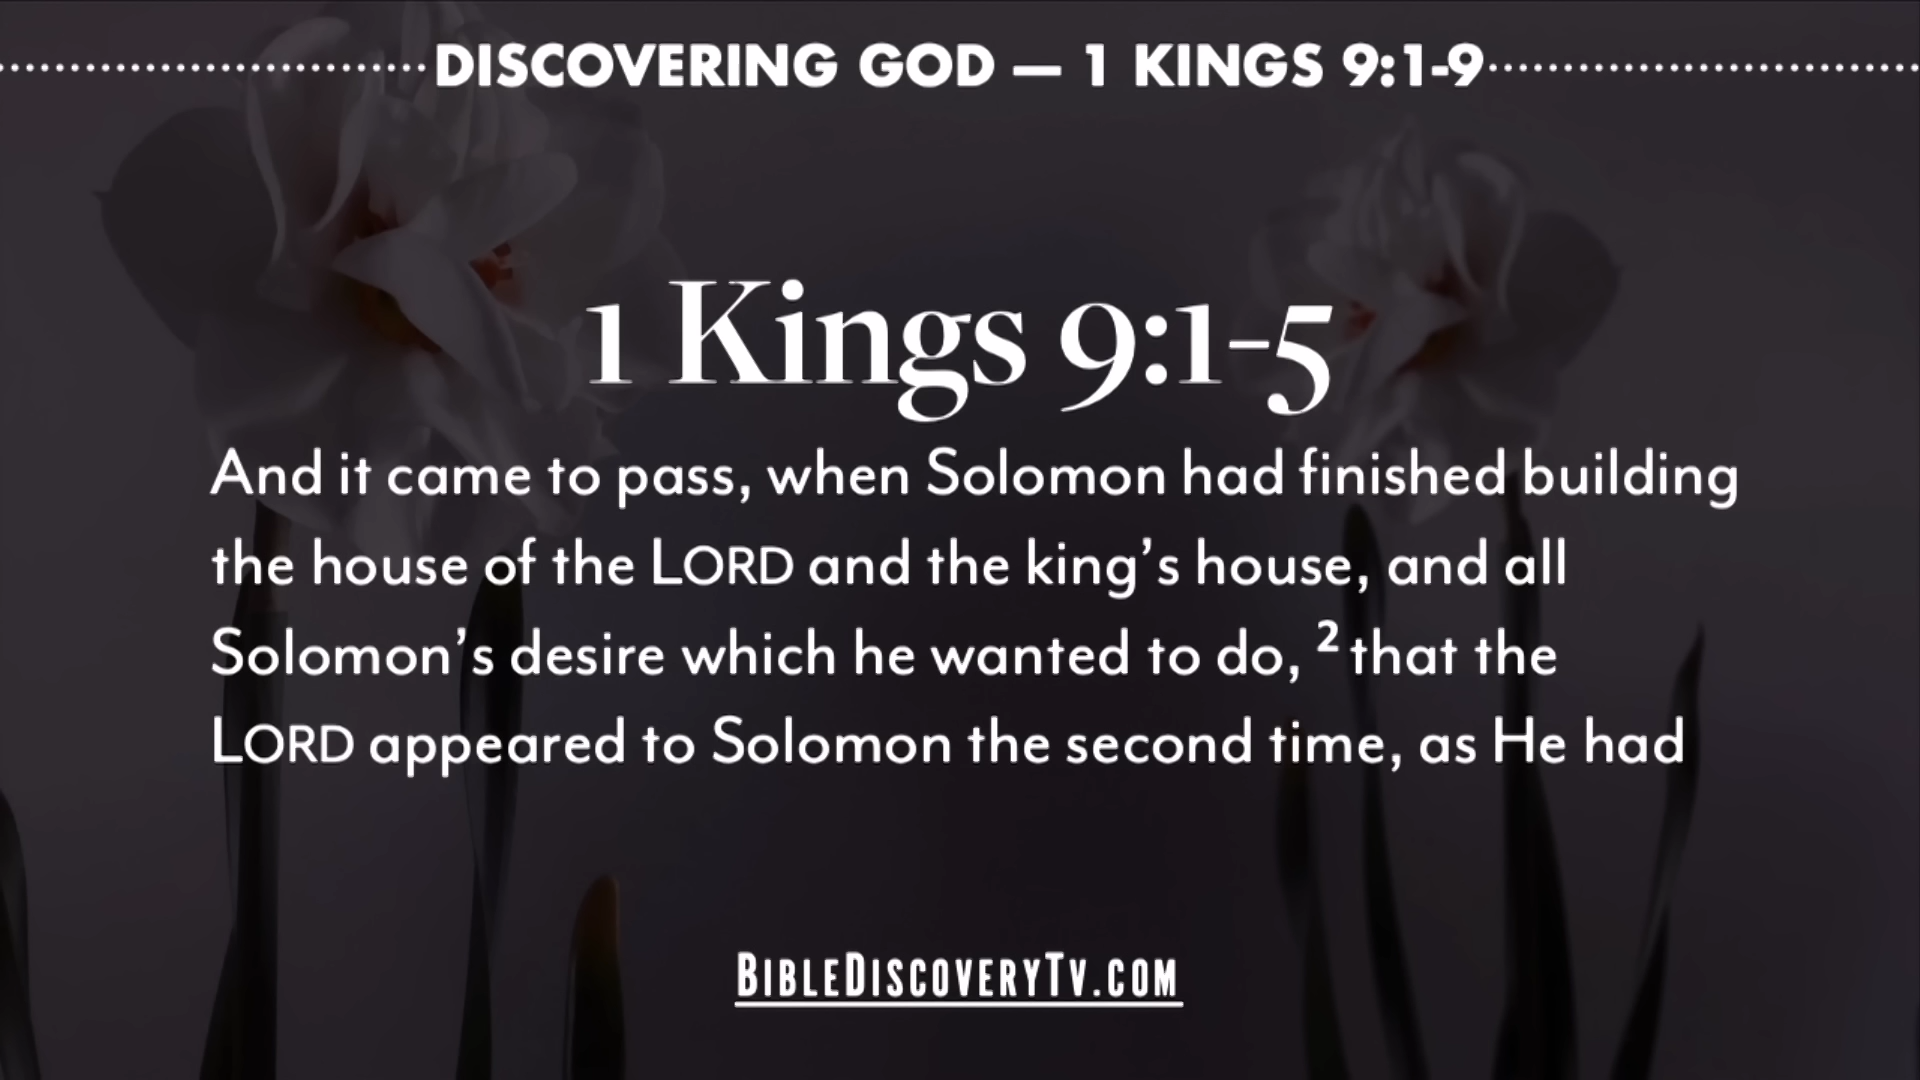 DISCOVERING GOD — 1 KINGS 9:1-9
1 Kings 9:1-5
And it came to pass, when Solomon had finished building
the house of the LORD and the king’s house, and all
Solomon’s desire which he wanted to do, ² that the
LORD appeared to Solomon the second time, as He had
BIBLEDISCOVERYTV.COM